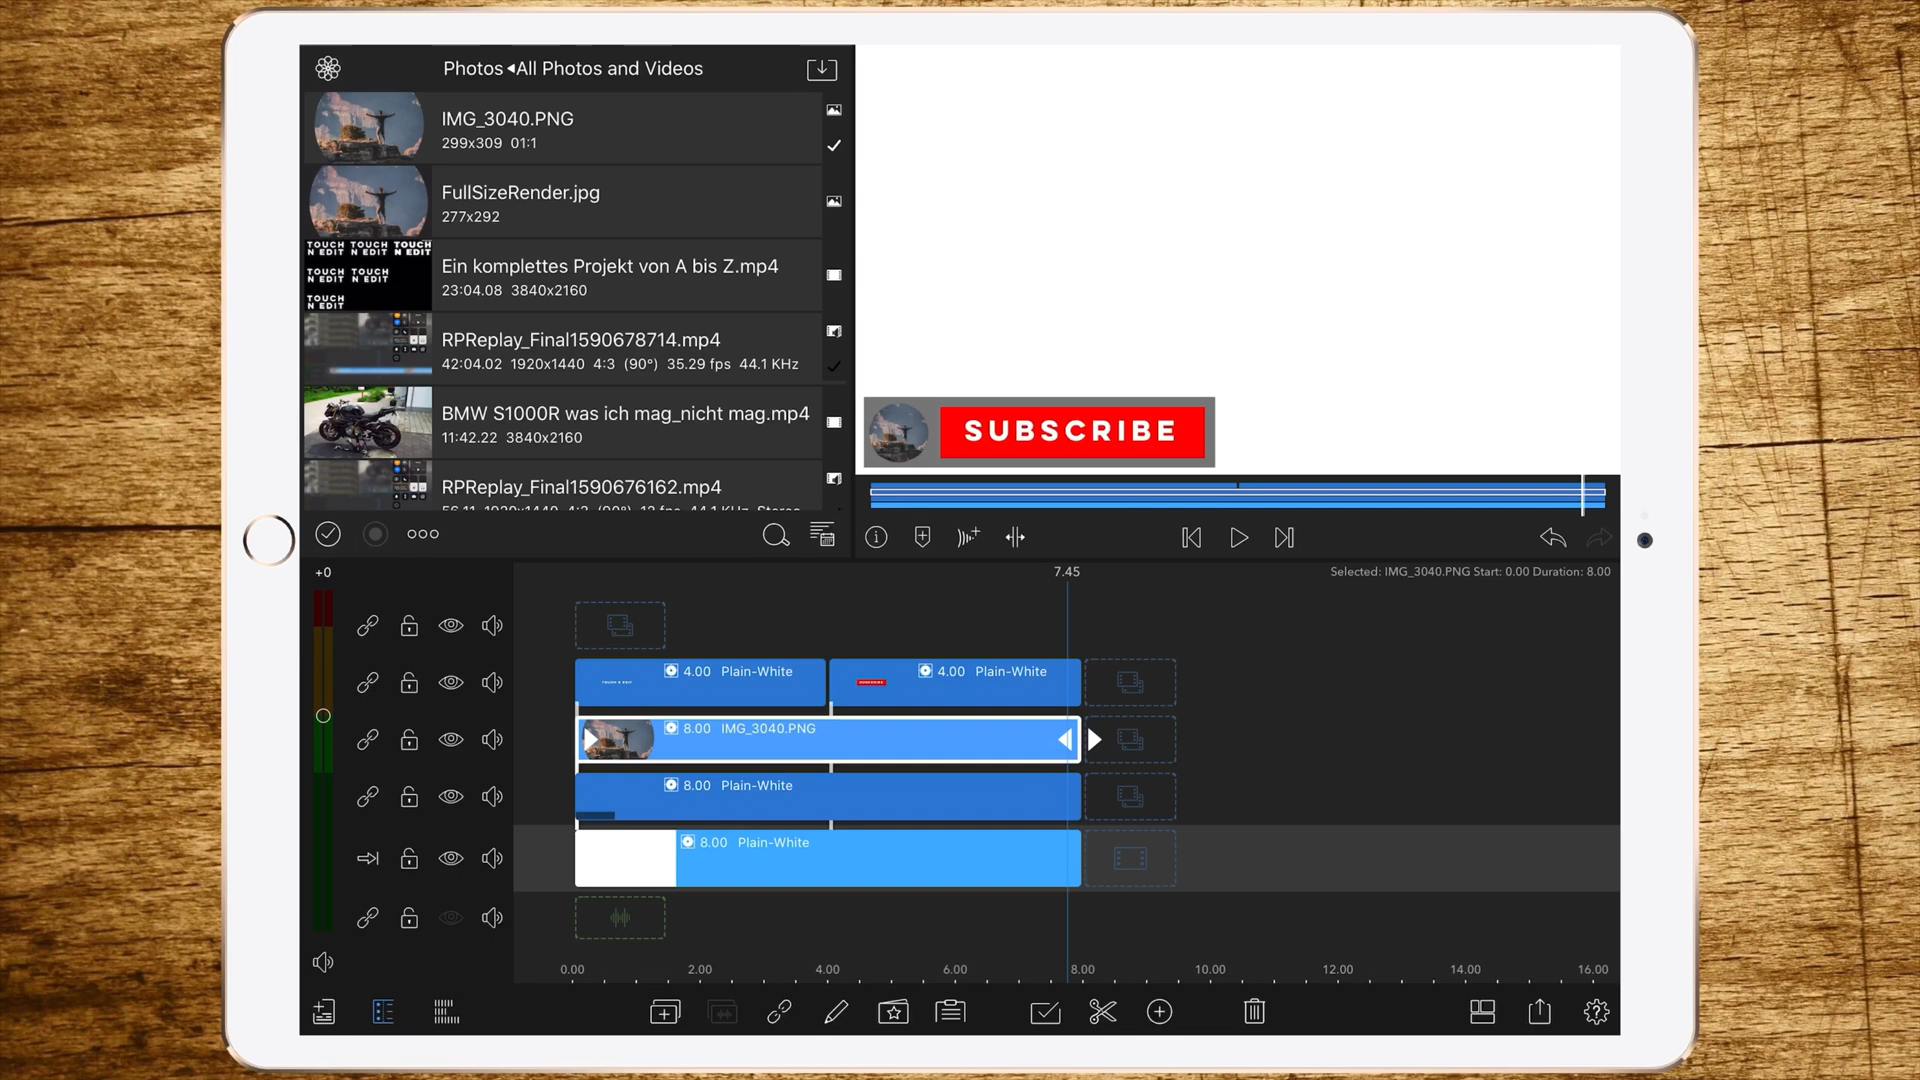 Photos ◂All Photos and Videos
IMG_3040.PNG
299x309 01:1
FullSizeRender.jpg
277x292
TOUCH TOUCH TOUCH
N EDIT N EDIT N EDIT
TOUCH TOUCH
N EDIT N EDIT
TOUCH
N EDIT
Ein komplettes Projekt von A bis Z.mp4
23:04.08 3840x2160
RPReplay_Final1590678714.mp4
42:04.02 1920x1440 4:3 (90°) 35.29 fps 44.1 KHz
BMW S1000R was ich mag_nicht mag.mp4
11:42.22 3840x2160
RPReplay_Final1590676162.mp4
SUBSCRIBE
+0
7.45
Selected: IMG_3040.PNG Start: 0.00 Duration: 8.00
TOUCH N EDIT
4.00 Plain-White
SUBSCRIBE
4.00 Plain-White
8.00 IMG_3040.PNG
8.00 Plain-White
8.00 Plain-White
0.00 2.00 4.00 6.00 8.00 10.00 12.00 14.00 16.00